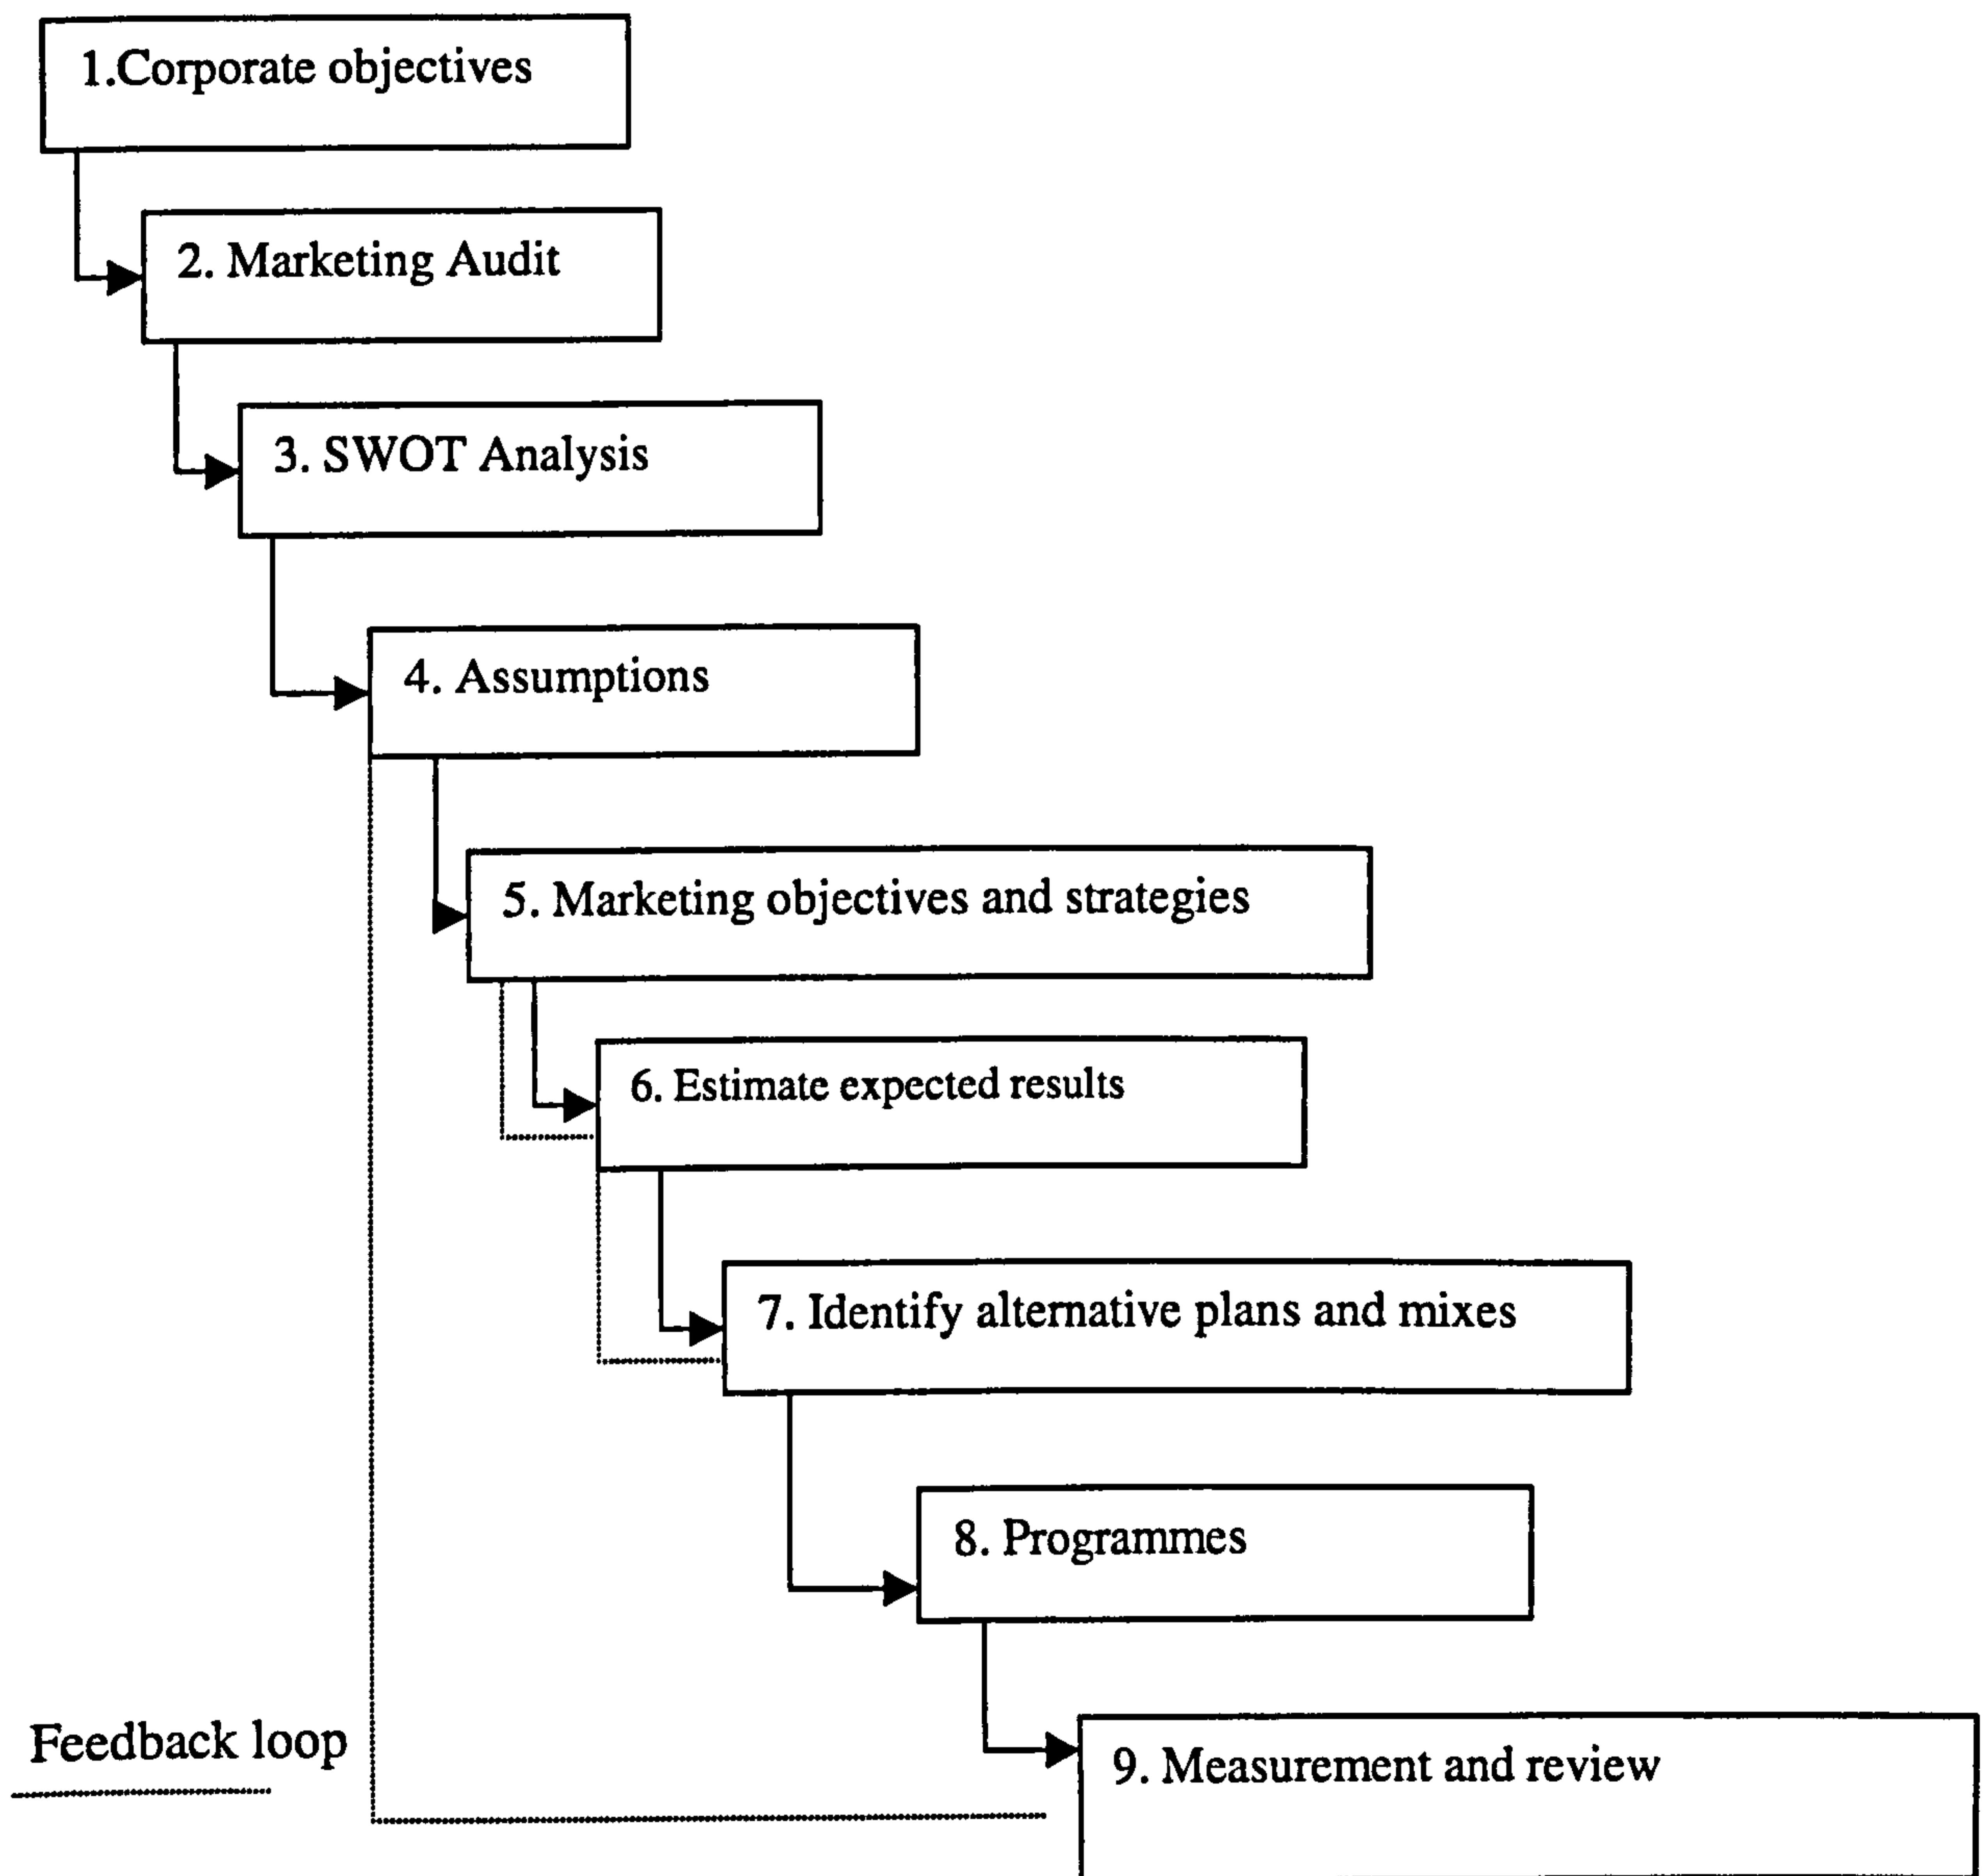 1.Corporate objectives
2. Marketing Audit
3. SWOT Analysis
4. Assumptions
5. Marketing objectives and strategies
6. Estimate expected results
7. Identify alternative plans and mixes
8. Programmes
Feedback loop
9. Measurement and review